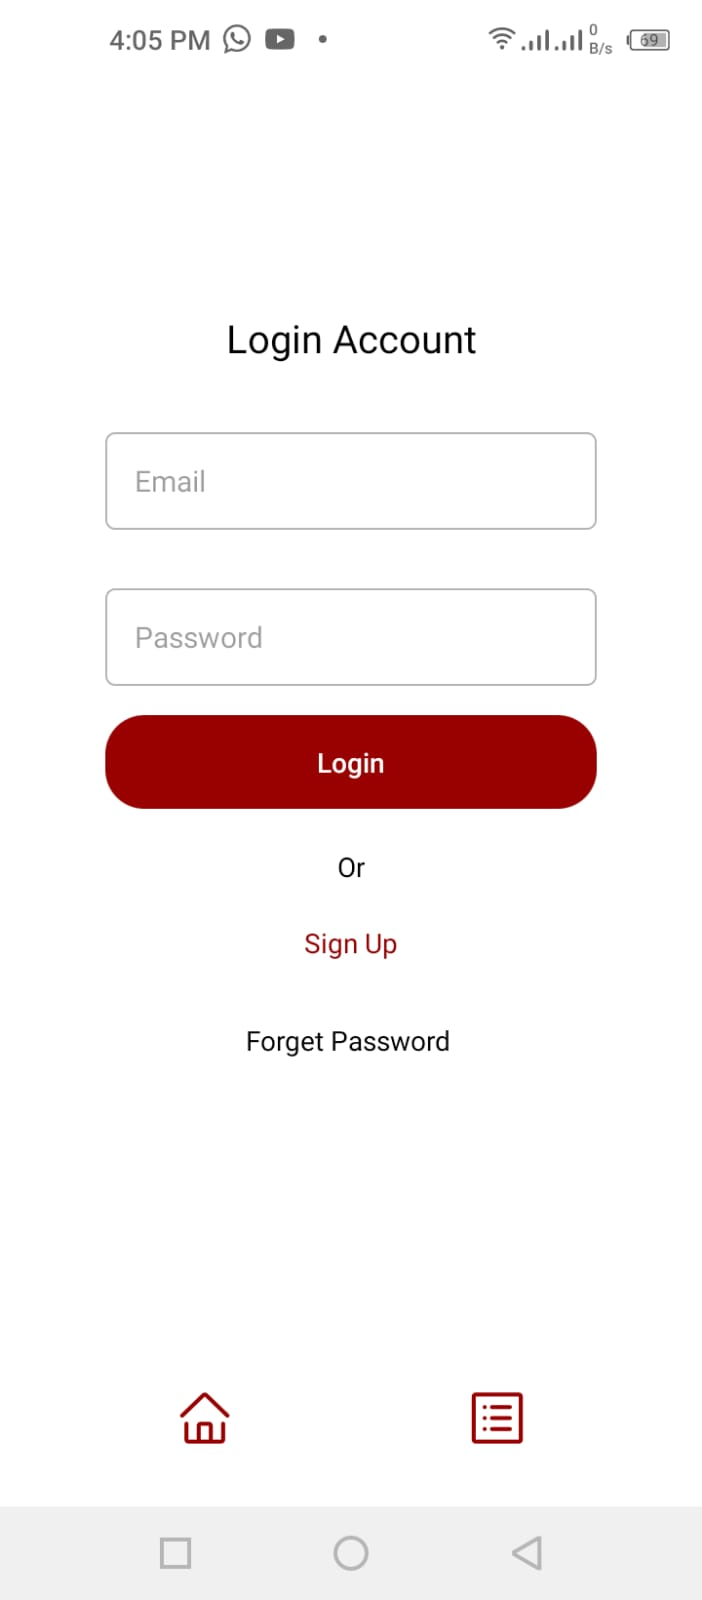 4:05 PM 0 B/s 69
Login Account
Email
Password
Login
Or
Sign Up
Forget Password